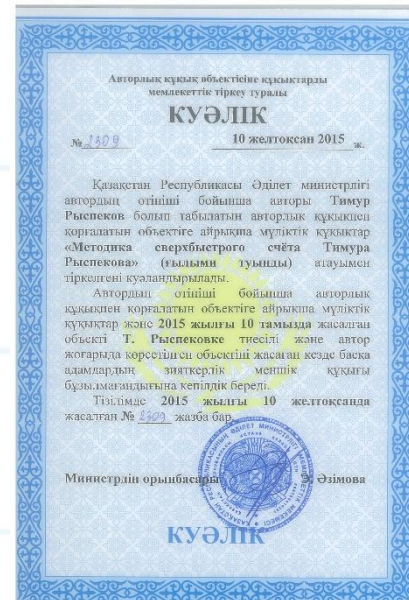 Авторлық құқық объектісіне құқықтарды
мемлекеттік тіркеу туралы
КУӘЛІК
№ 2309 10 желтоқсан 2015 ж.
Қазақстан Республикасы Әділет министрлігі
автордың өтініші бойынша авторы Тимур
Рыспеков болып табылатын авторлық құқықпен
қорғалатын объектіге айрықша мүліктік құқықтар
«Методика сверхбыстрого счёта Тимура
Рыспекова» (ғылыми туынды) атауымен
тіркелгені куәландырылады.
Автордың өтініші бойынша авторлық
құқықпен қорғалатын объектіге айрықша мүліктік
құқықтар және 2015 жылғы 10 тамызда жасалған
объекті Т. Рыспековке тиесілі және автор
жоғарыда көрсетілген объектіні жасаған кезде басқа
адамдардың зияткерлік меншік құқығы
бұзылмағандығына кепілдік береді.
Тізілімде 2015 жылғы 10 желтоқсанда
жасалған № 2309 жазба бар.
Министрдің орынбасары Әзімова
КУӘЛІК